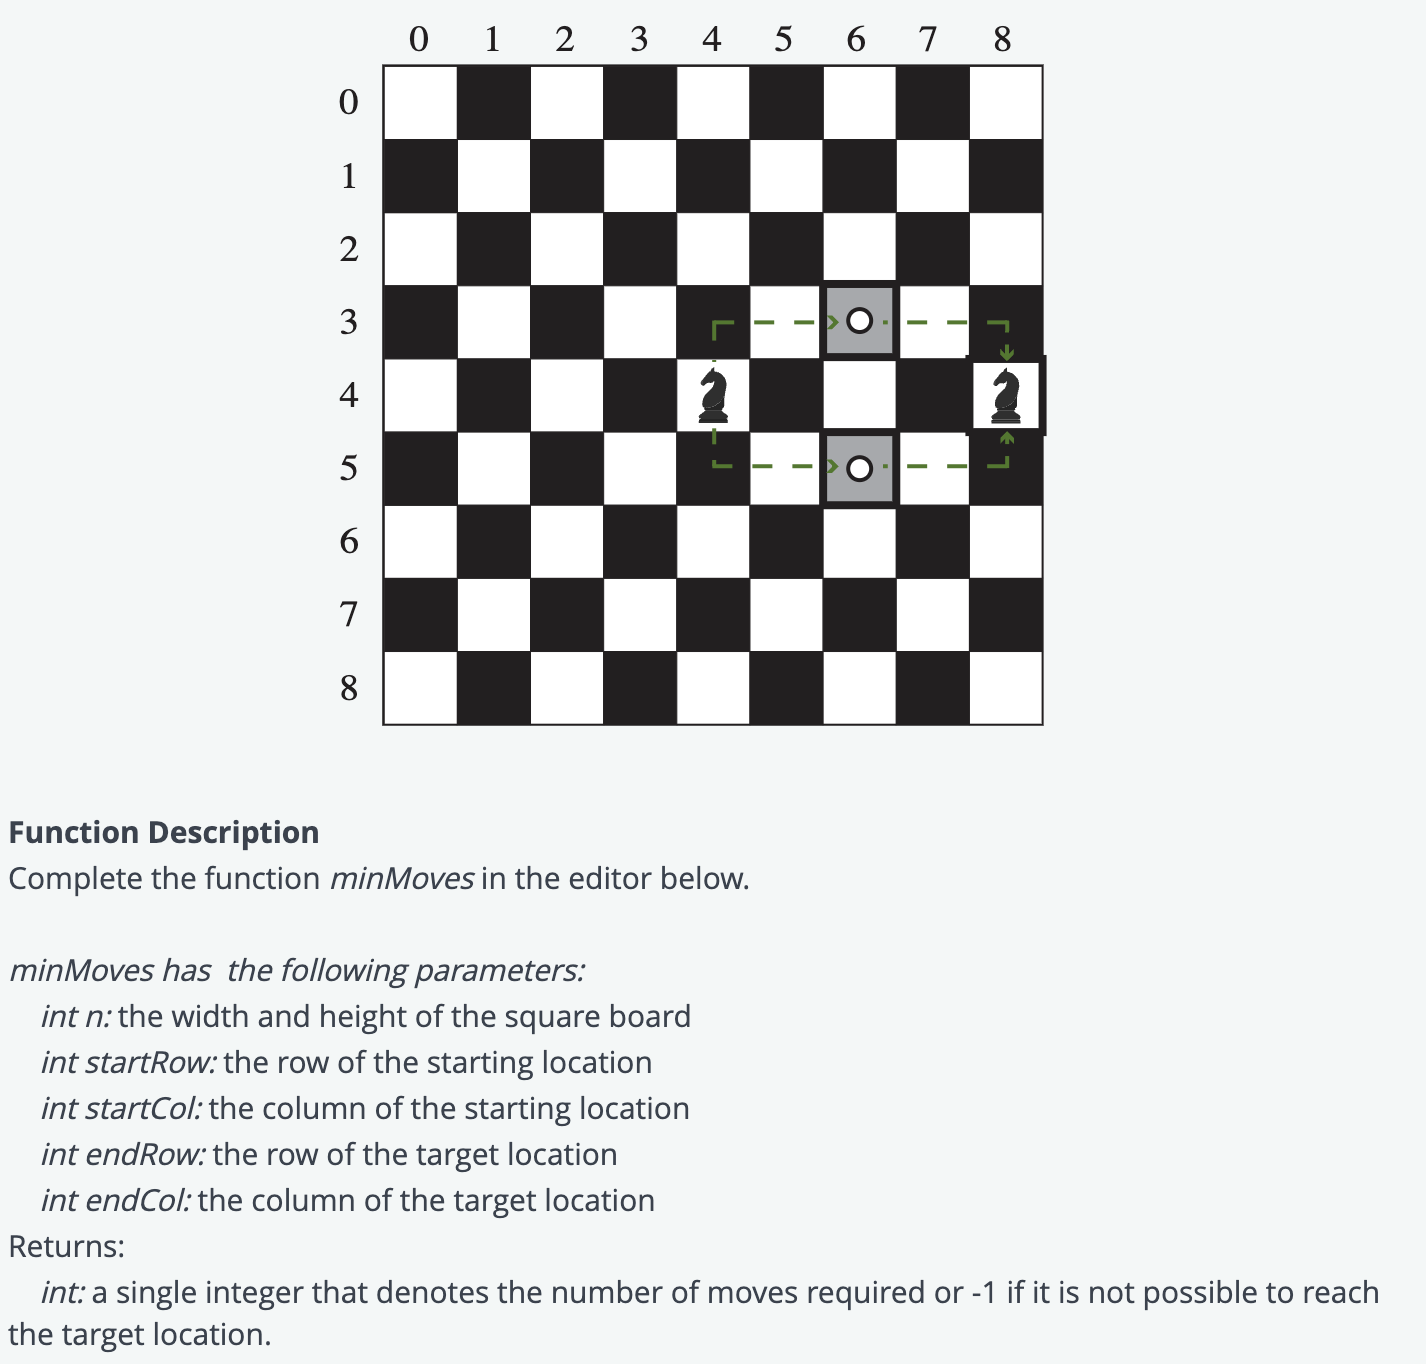 0 1 2 3 4 5 6 7 8
0
1
2
3
4
5
6
7
8
Function Description
Complete the function minMoves in the editor below.
minMoves has  the following parameters:
int n: the width and height of the square board
int startRow: the row of the starting location
int startCol: the column of the starting location
int endRow: the row of the target location
int endCol: the column of the target location
Returns:
int: a single integer that denotes the number of moves required or -1 if it is not possible to reach
the target location.